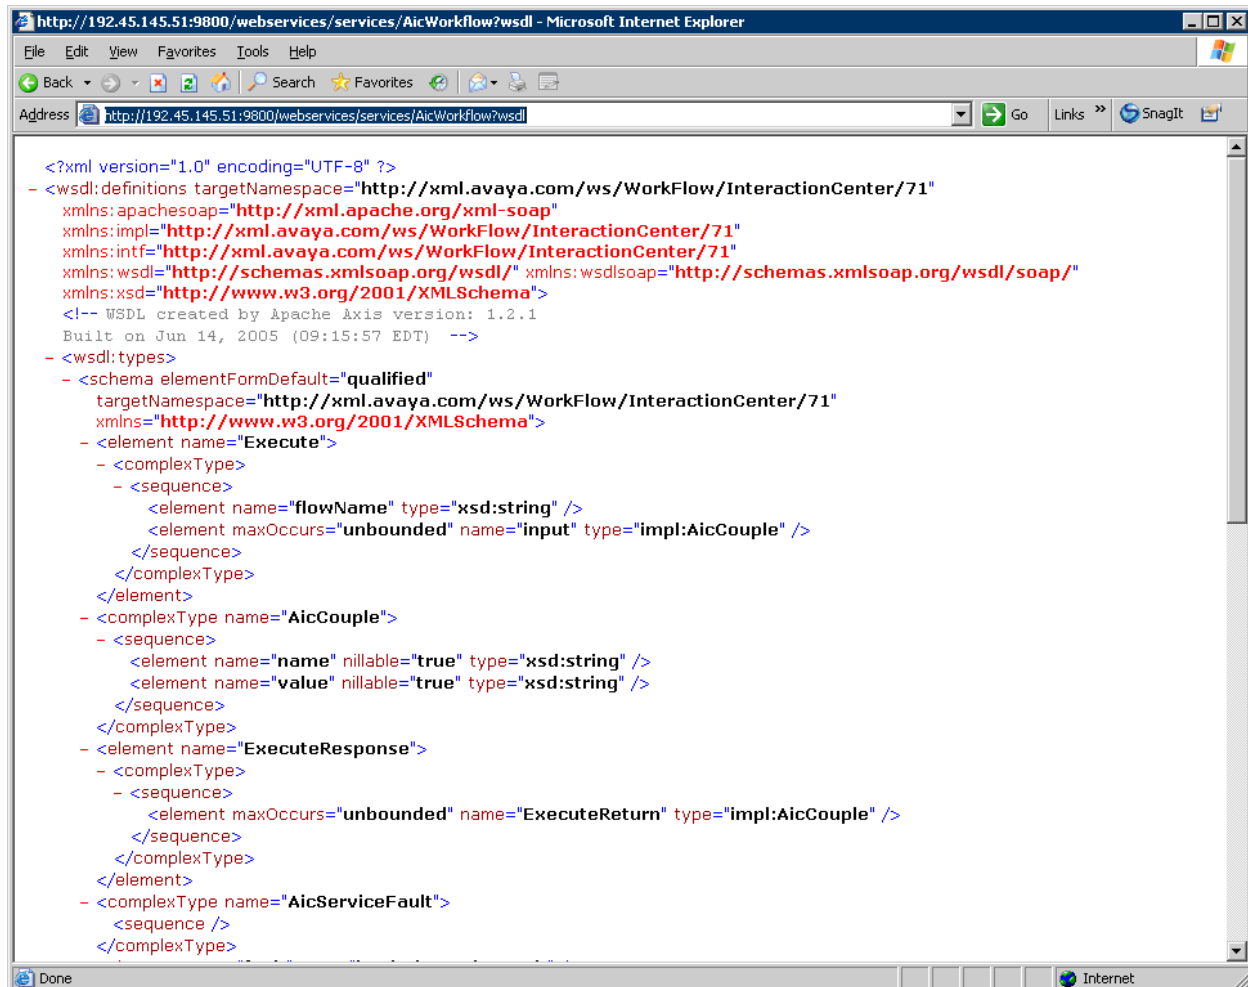 http://192.45.145.51:9800/webservices/services/AicWorkflow?wsdl - Microsoft Internet Explorer
File Edit View Favorites Tools Help
Back Search Favorites
Address http://192.45.145.51:9800/webservices/services/AicWorkflow?wsdl Go Links » SnagIt
<?xml version="1.0" encoding="UTF-8" ?>
- <wsdl:definitions targetNamespace="http://xml.avaya.com/ws/WorkFlow/InteractionCenter/71"
xmlns:apachesoap="http://xml.apache.org/xml-soap"
xmlns:impl="http://xml.avaya.com/ws/WorkFlow/InteractionCenter/71"
xmlns:intf="http://xml.avaya.com/ws/WorkFlow/InteractionCenter/71"
xmlns:wsdl="http://schemas.xmlsoap.org/wsdl/" xmlns:wsdlsoap="http://schemas.xmlsoap.org/wsdl/soap/"
xmlns:xsd="http://www.w3.org/2001/XMLSchema">
<!-- WSDL created by Apache Axis version: 1.2.1
Built on Jun 14, 2005 (09:15:57 EDT) -->
- <wsdl:types>
- <schema elementFormDefault="qualified"
targetNamespace="http://xml.avaya.com/ws/WorkFlow/InteractionCenter/71"
xmlns="http://www.w3.org/2001/XMLSchema">
- <element name="Execute">
- <complexType>
- <sequence>
<element name="flowName" type="xsd:string" />
<element maxOccurs="unbounded" name="input" type="impl:AicCouple" />
</sequence>
</complexType>
</element>
- <complexType name="AicCouple">
- <sequence>
<element name="name" nillable="true" type="xsd:string" />
<element name="value" nillable="true" type="xsd:string" />
</sequence>
</complexType>
- <element name="ExecuteResponse">
- <complexType>
- <sequence>
<element maxOccurs="unbounded" name="ExecuteReturn" type="impl:AicCouple" />
</sequence>
</complexType>
</element>
- <complexType name="AicServiceFault">
<sequence />
</complexType>
Done Internet